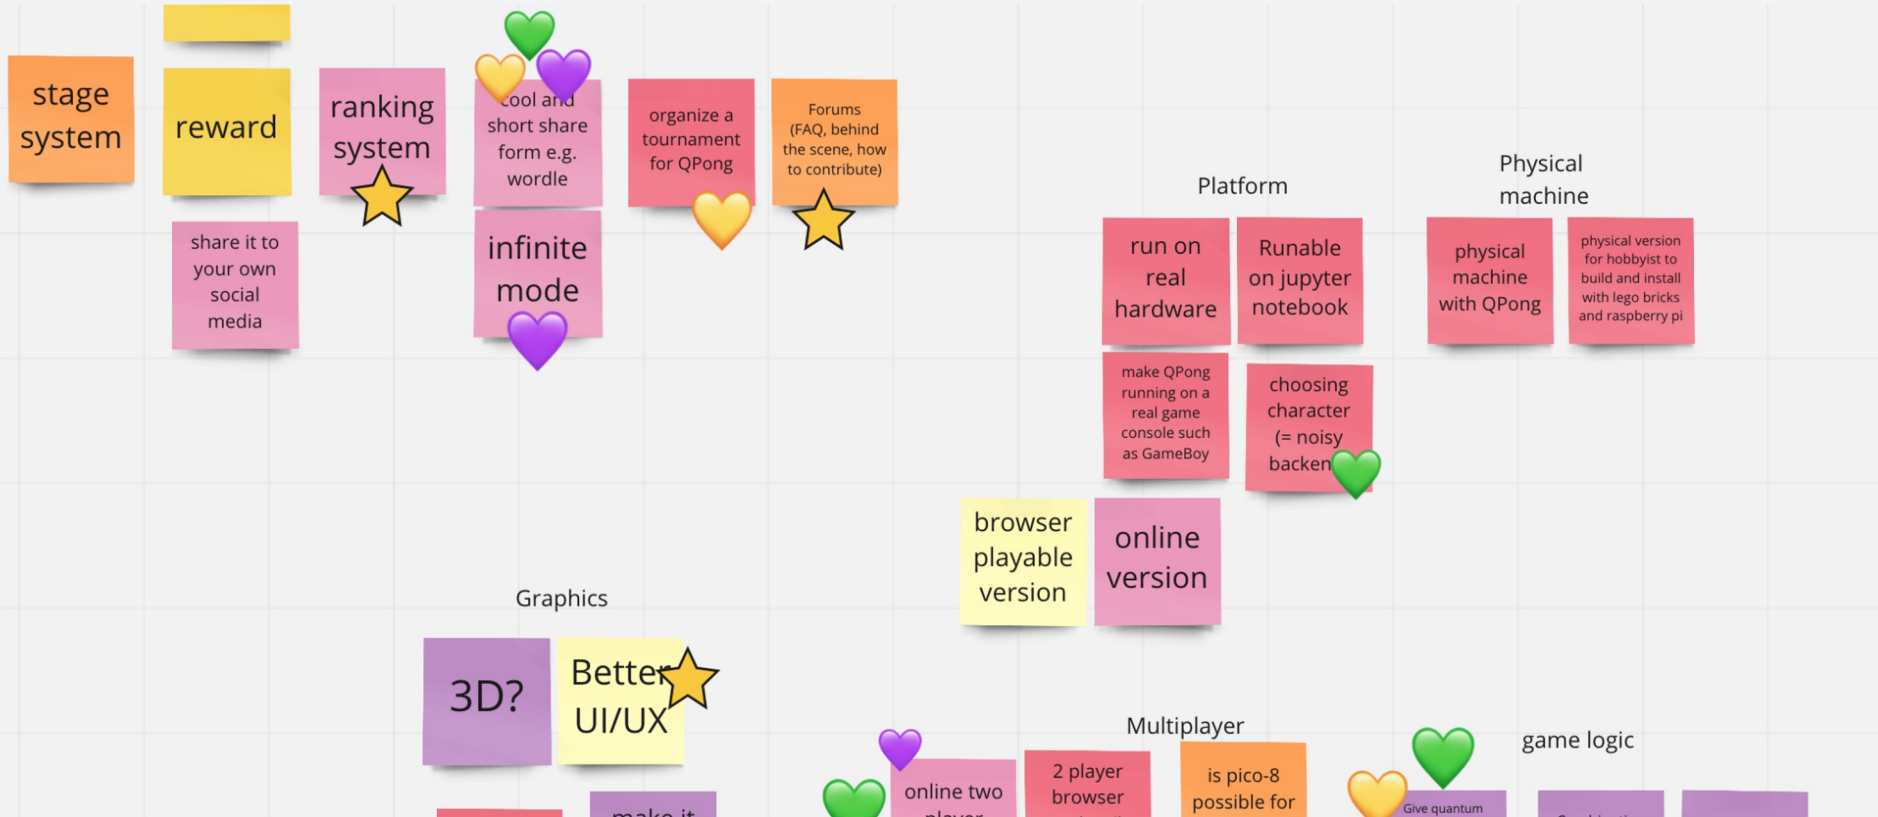 stage
system
reward
ranking
system
cool and
short share
form e.g.
wordle
organize a
tournament
for QPong
Forums
(FAQ, behind
the scene, how
to contribute)
share it to
your own
social
media
infinite
mode
Platform
run on
real
hardware
Runable
on jupyter
notebook
make QPong
running on a
real game
console such
as GameBoy
choosing
character
(= noisy
backen
browser
playable
version
online
version
Physical
machine
physical
machine
with QPong
physical version
for hobbyist to
build and install
with lego bricks
and raspberry pi
Graphics
3D?
Better
UI/UX
make it
Multiplayer
online two
player
2 player
browser
is pico-8
possible for
game logic
Give quantum